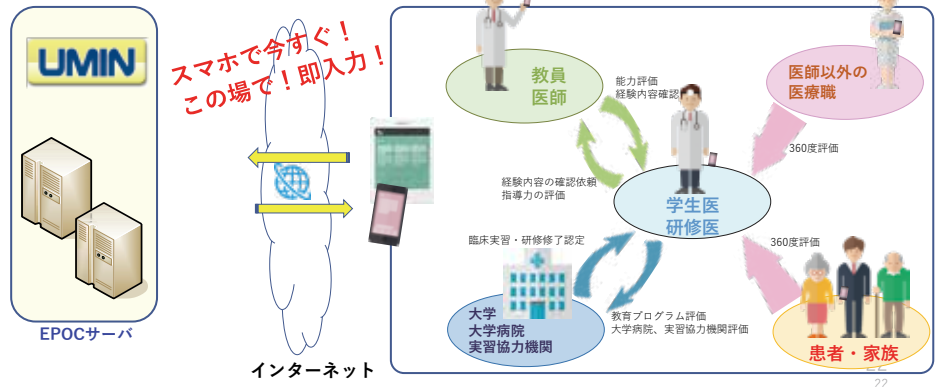 UMIN
EPOCサーバ
スマホで今すぐ！
この場で！即入力！
インターネット
教員
医師
能力評価
経験内容確認
医師以外の
医療職
360度評価
経験内容の確認依頼
指導力の評価
学生医
研修医
臨床実習・研修修了認定
360度評価
大学
大学病院
実習協力機関
教育プログラム評価
大学病院、実習協力機関評価
患者・家族
22
22